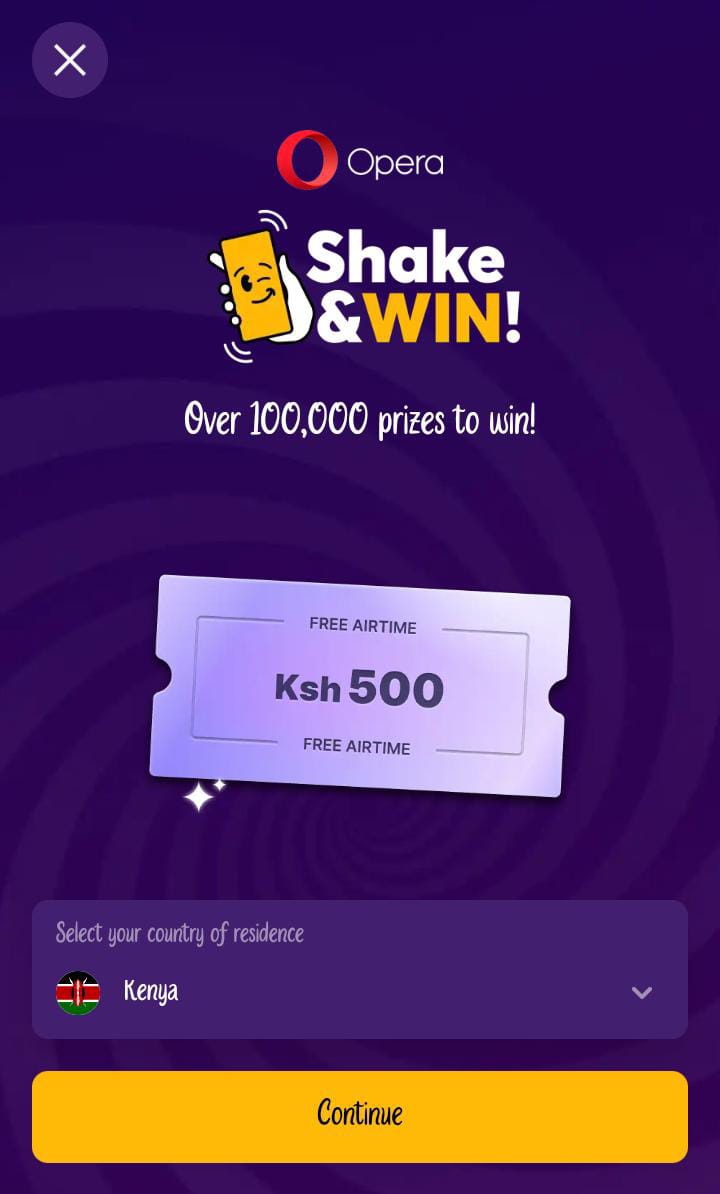 Opera
Shake
&WIN!
Over 100,000 prizes to win!
FREE AIRTIME
Ksh 500
FREE AIRTIME
Select your country of residence
Kenya
Continue